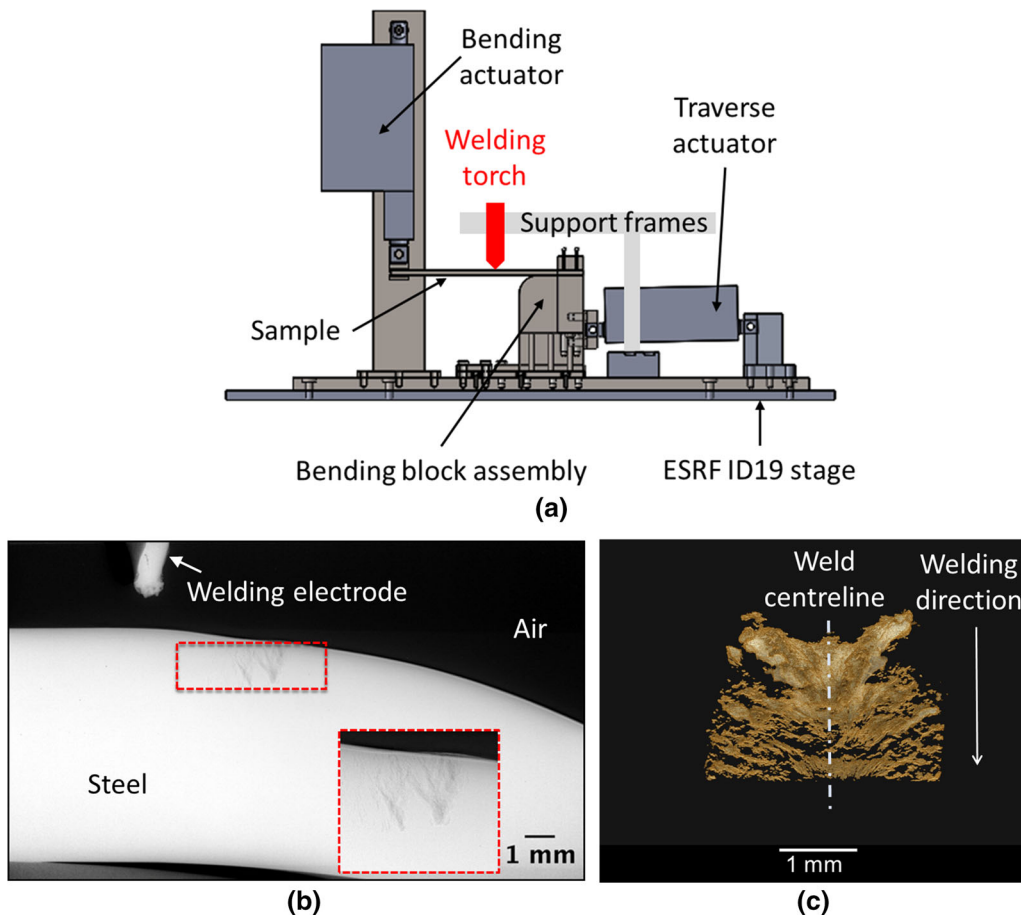 Bending
actuator
Traverse
actuator
Welding
torch
Support frames
Sample
Bending block assembly
ESRF ID19 stage
(a)
Welding electrode
Air
Steel
1 mm
(b)
Weld
centreline
Welding
direction
1 mm
(c)